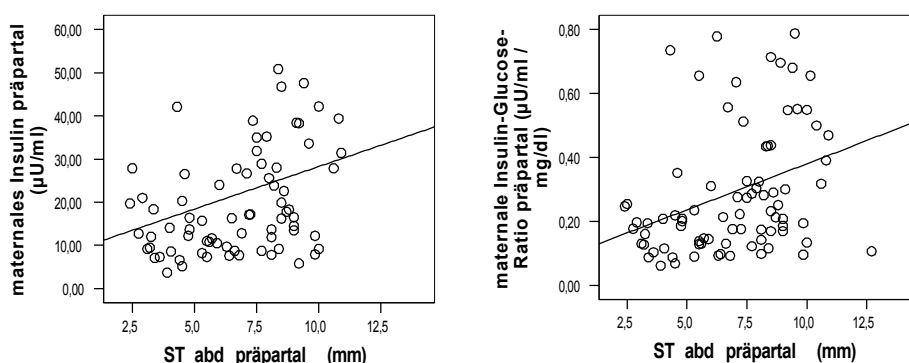 maternales Insulin präpartal
(µU/ml)
60,00
50,00
40,00
30,00
20,00
10,00
0,00
2,5 5,0 7,5 10,0 12,5
ST abd präpartal (mm)
maternale Insulin-Glucose-
Ratio präpartal (µU/ml /
mg/dl)
0,80
0,60
0,40
0,20
0,00
2,5 5,0 7,5 10,0 12,5
ST abd präpartal (mm)